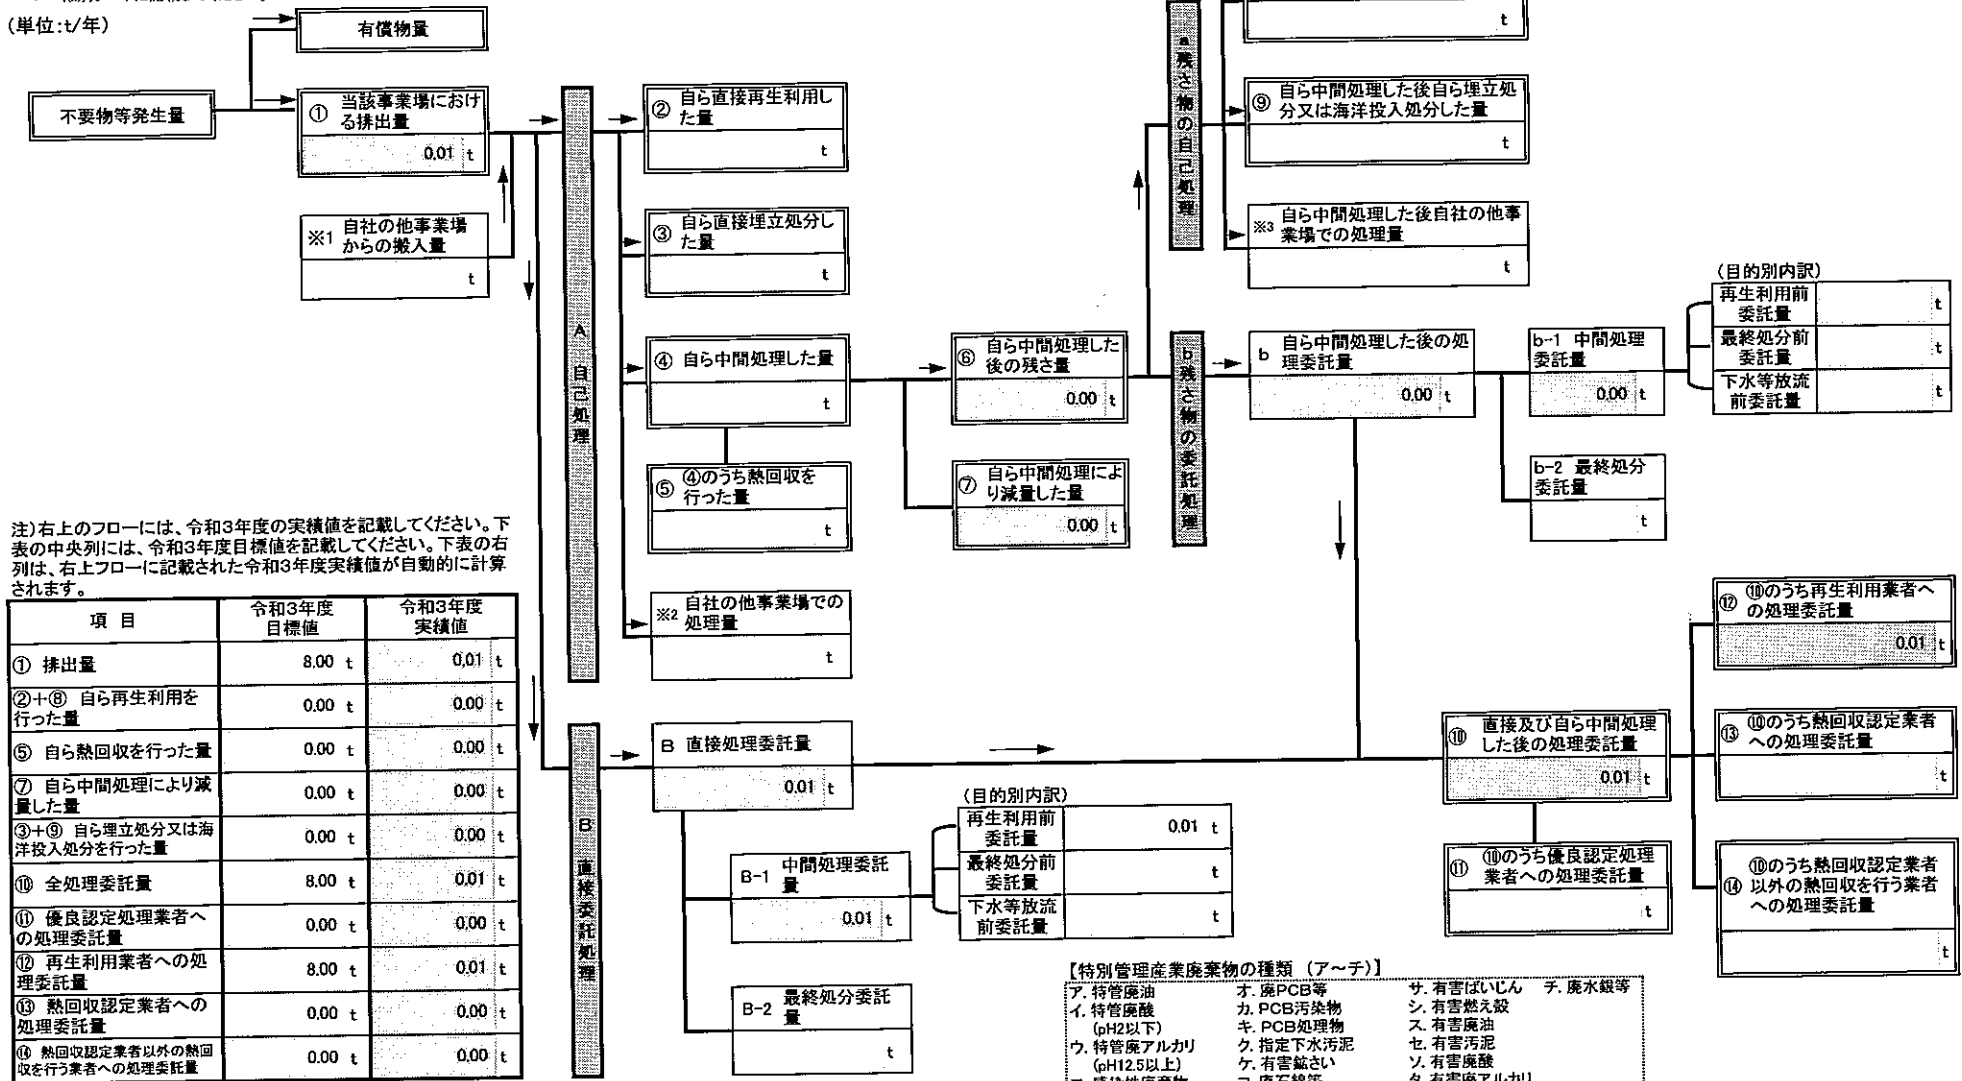 (単位:t/年)
有償物量
不要物等発生量
① 当該事業場におけ
る排出量
0.01 t
※1 自社の他事業場
からの搬入量
t
A 自己処理
② 自ら直接再生利用し
た量
t
③ 自ら直接埋立処分し
た量
t
④ 自ら中間処理した量
t
⑤ ④のうち熱回収を
行った量
t
※2 自社の他事業場での
処理量
t
⑥ 自ら中間処理した
後の残さ量
0.00 t
⑦ 自ら中間処理によ
り減量した量
0.00 t
a 残さ物の自己処理
t
⑨ 自ら中間処理した後自ら埋立処
分又は海洋投入処分した量
t
※3 自ら中間処理した後自社の他事
業場での処理量
t
b 残さ物の委託処理
b 自ら中間処理した後の処
理委託量
0.00 t
b-1 中間処理
委託量
0.00 t
b-2 最終処分
委託量
t
(目的別内訳)
再生利用前
委託量
t
最終処分前
委託量
t
下水等放流
前委託量
t
注)右上のフローには、令和3年度の実績値を記載してください。下
表の中央列には、令和3年度目標値を記載してください。下表の右
列は、右上フローに記載された令和3年度実績値が自動的に計算
されます。
項 目 令和3年度 目標値 令和3年度 実績値
① 排出量 8.00 t 0.01 t
②+⑧ 自ら再生利用を
行った量 0.00 t 0.00 t
⑤ 自ら熱回収を行った量 0.00 t 0.00 t
⑦ 自ら中間処理により減
量した量 0.00 t 0.00 t
③+⑨ 自ら埋立処分又は海
洋投入処分を行った量 0.00 t 0.00 t
⑩ 全処理委託量 8.00 t 0.01 t
⑪ 優良認定処理業者へ
の処理委託量 0.00 t 0.00 t
⑫ 再生利用業者への処
理委託量 8.00 t 0.01 t
⑬ 熱回収認定業者への
処理委託量 0.00 t 0.00 t
⑭ 熱回収認定業者以外の熱回
収を行う業者への処理委託量 0.00 t 0.00 t
B 直接委託処理
B 直接処理委託量
0.01 t
B-1 中間処理委託
量
0.01 t
B-2 最終処分委託
量
t
(目的別内訳)
再生利用前
委託量
0.01 t
最終処分前
委託量
t
下水等放流
前委託量
t
⑩ 直接及び自ら中間処理
した後の処理委託量
0.01 t
⑪ ⑩のうち優良認定処理
業者への処理委託量
t
⑫ ⑩のうち再生利用業者へ
の処理委託量
0.01 t
⑬ ⑩のうち熱回収認定業者
への処理委託量
t
⑭ ⑩のうち熱回収認定業者
以外の熱回収を行う業者
への処理委託量
t
【特別管理産業廃棄物の種類 (ア～チ)】
ア. 特管廃油 オ. 廃PCB等 サ. 有害ばいじん チ. 廃水銀等
イ. 特管廃酸 カ. PCB汚染物 シ. 有害燃え殻
(pH2以下) キ. PCB処理物 ス. 有害廃油
ウ. 特管廃アルカリ ク. 指定下水汚泥 セ. 有害汚泥
(pH12.5以上) ケ. 有害鉱さい ソ. 有害廃酸
エ. 感染性廃棄物 コ. 廃石綿等 タ. 有害廃アルカリ